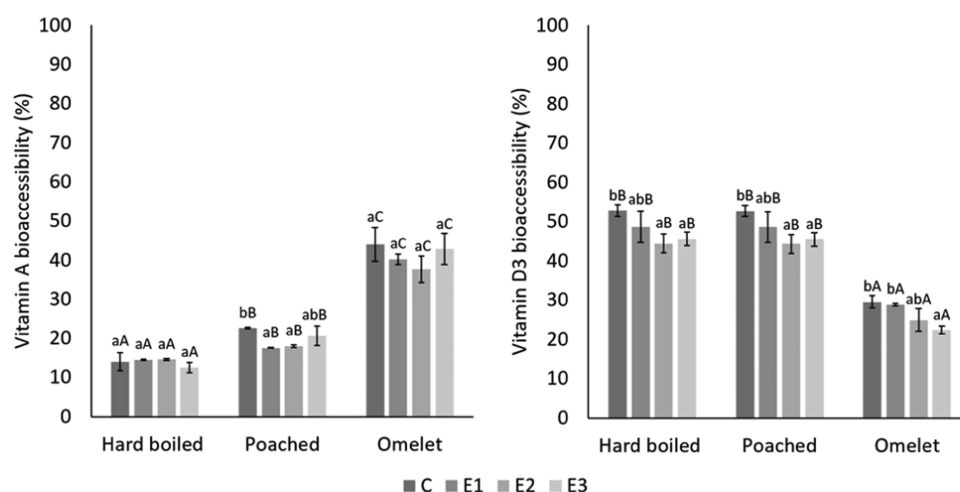 Vitamin A bioaccessibility (%)
100
90
80
70
60
50
40
30
20
10
0
aA aA aA aA
bB aB aB abB
aC aC aC aC
Hard boiled Poached Omelet
Vitamin D3 bioaccessibility (%)
100
90
80
70
60
50
40
30
20
10
0
bB abB aB aB
bB abB aB aB
bA bA abA aA
Hard boiled Poached Omelet
C E1 E2 E3